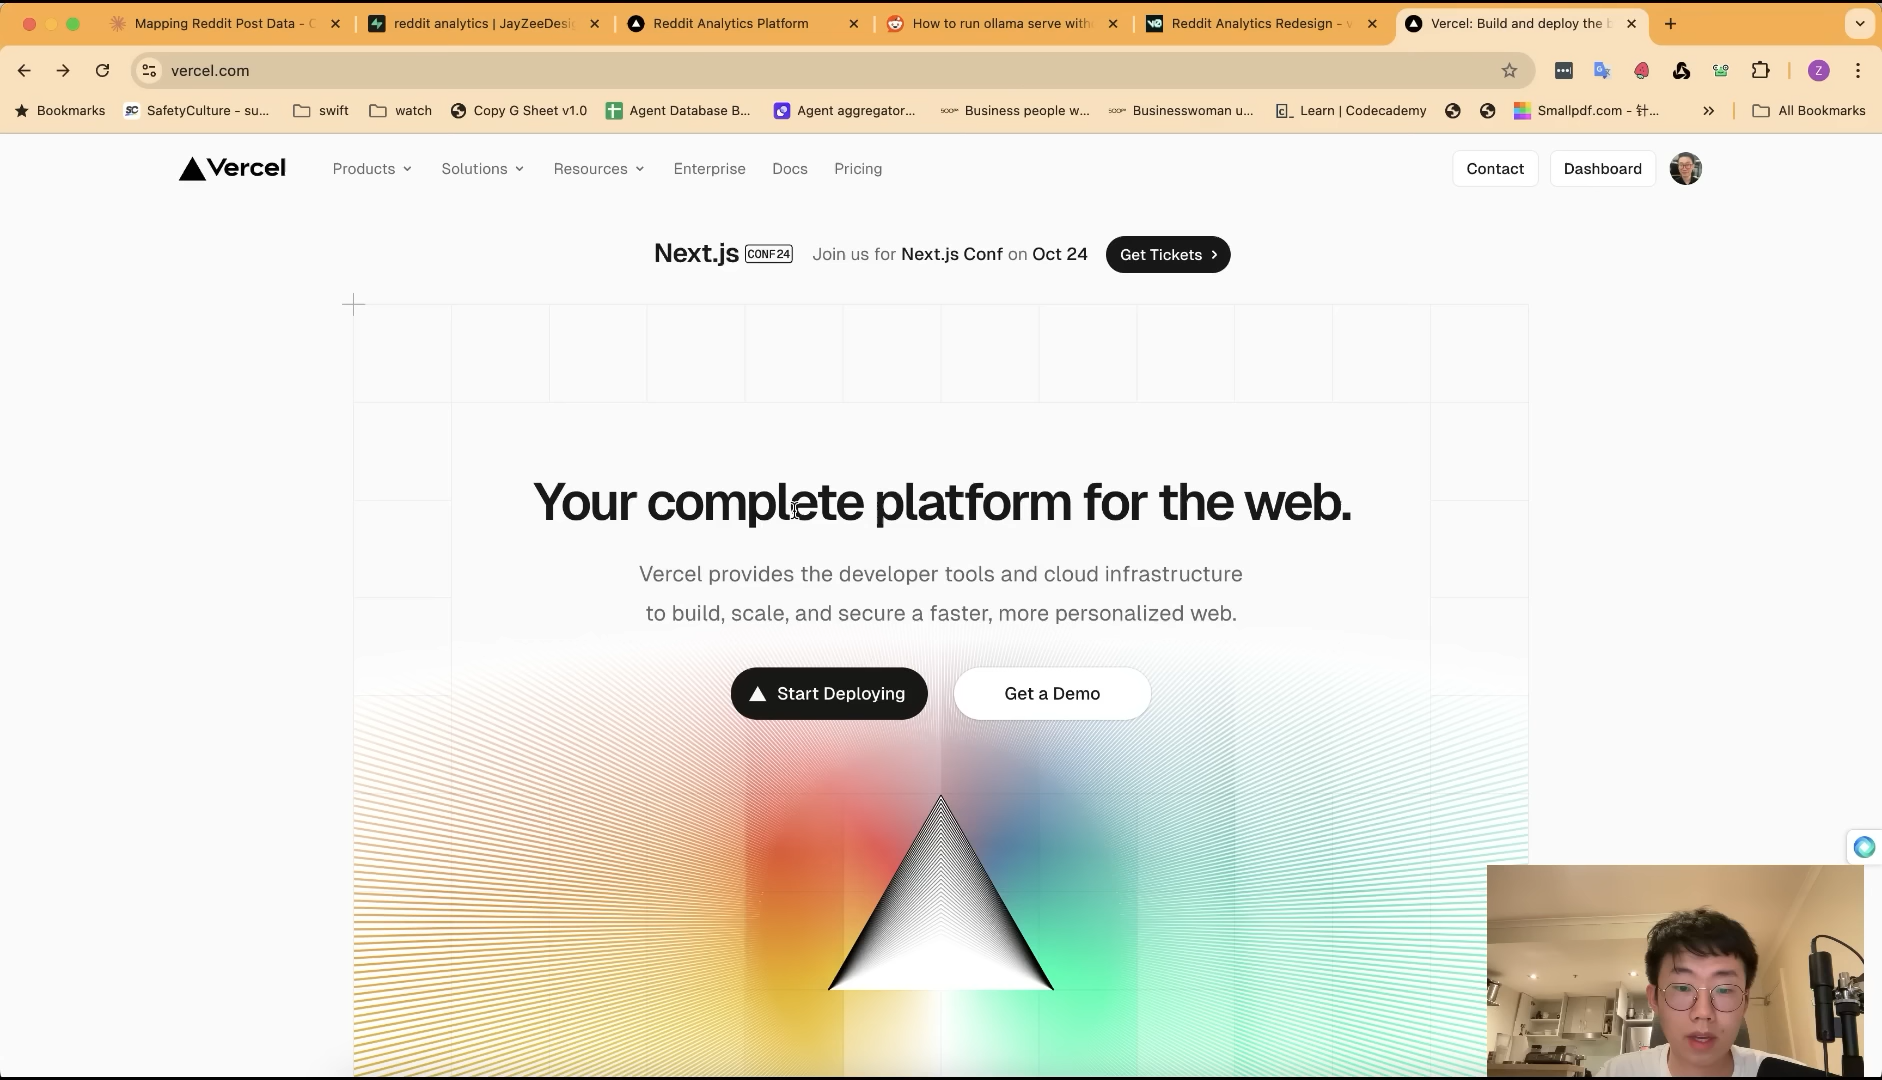 Mapping Reddit Post Data - C
reddit analytics | JayZeeDesi
Reddit Analytics Platform
How to run ollama serve with
Reddit Analytics Redesign - v
Vercel: Build and deploy the b
vercel.com
Z
Bookmarks
SC SafetyCulture - su...
swift
watch
Copy G Sheet v1.0
Agent Database B...
Agent aggregator...
Business people w...
Businesswoman u...
Learn | Codecademy
Smallpdf.com - 针...
All Bookmarks
Vercel
Products
Solutions
Resources
Enterprise
Docs
Pricing
Contact
Dashboard
Next.js CONF24 Join us for Next.js Conf on Oct 24 Get Tickets
Your complete platform for the web.
Vercel provides the developer tools and cloud infrastructure
to build, scale, and secure a faster, more personalized web.
Start Deploying
Get a Demo